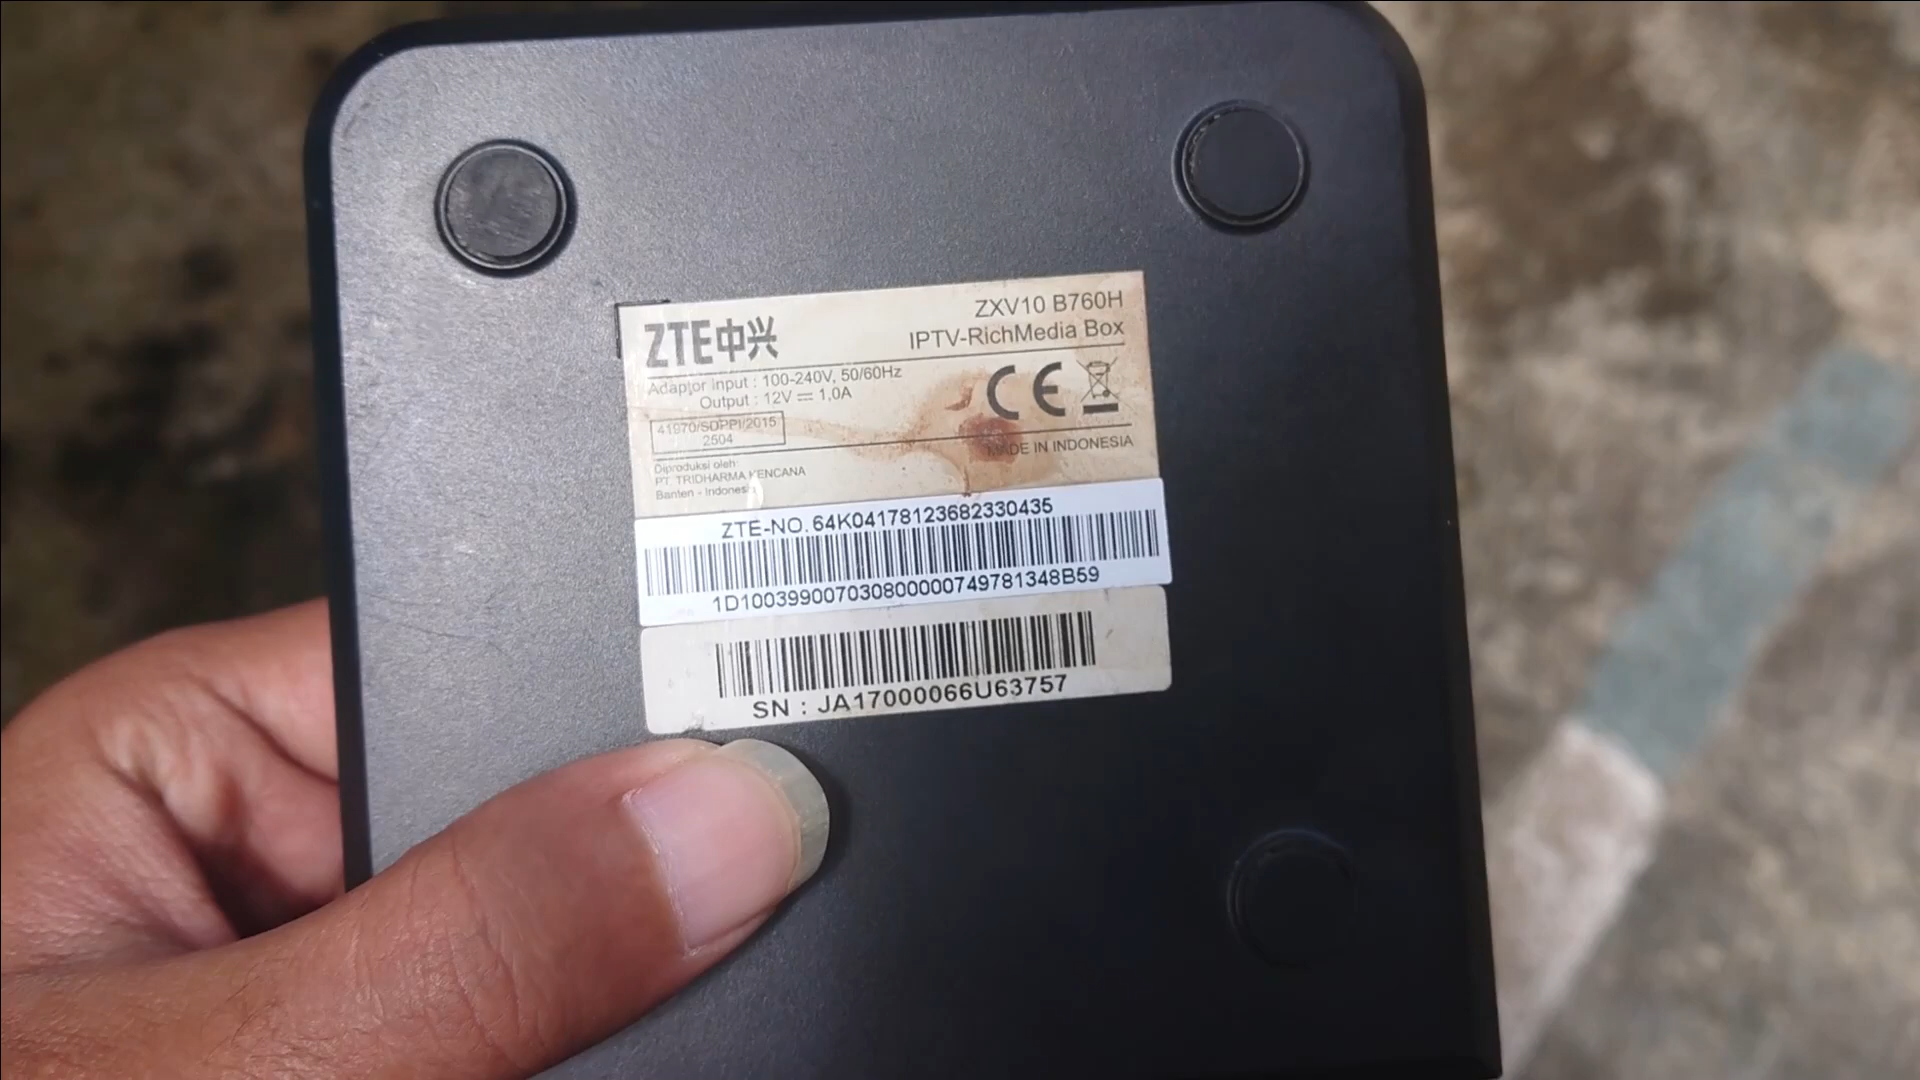 ZTE中兴
ZXV10 B760H
IPTV-RichMedia Box
Adaptor Input : 100-240V, 50/60Hz
Output : 12V ⎓ 1,0A
CE
41970/SDPPI/2015
2504
MADE IN INDONESIA
Diproduksi oleh:
PT. TRIDHARMA KENCANA
Banten - Indonesia
ZTE-NO. 64K04178123682330435
1D10039900703080000749781348B59
SN : JA17000066U63757